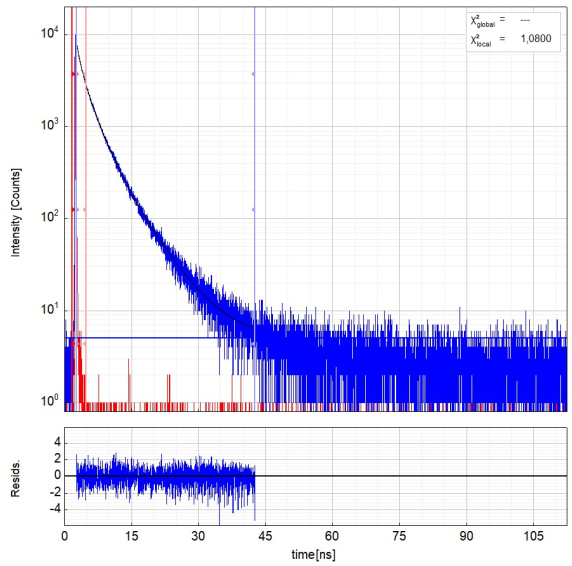 χ²global = ---
χ²local = 1,0800
Intensity [Counts]
10⁴
10³
10²
10¹
10⁰
Resids.
4
2
0
-2
-4
0 15 30 45 60 75 90 105
time[ns]